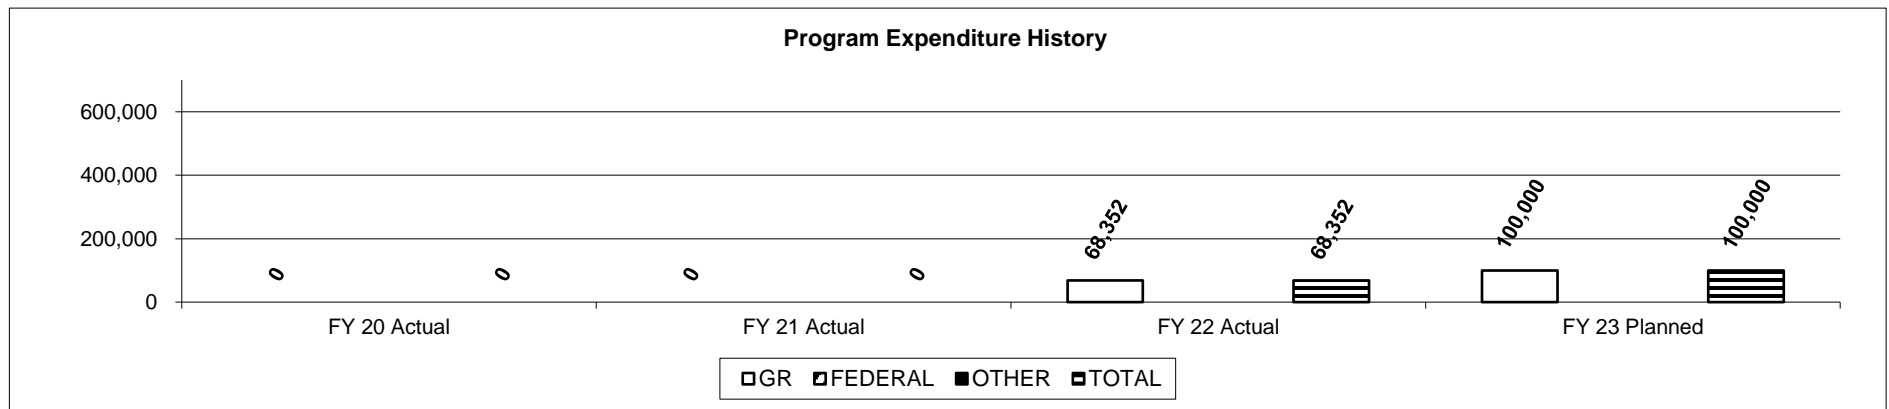 Program Expenditure History
600,000
400,000
200,000
0
0 0 0 0 68,352 68,352 100,000 100,000
FY 20 Actual FY 21 Actual FY 22 Actual FY 23 Planned
GR FEDERAL OTHER TOTAL